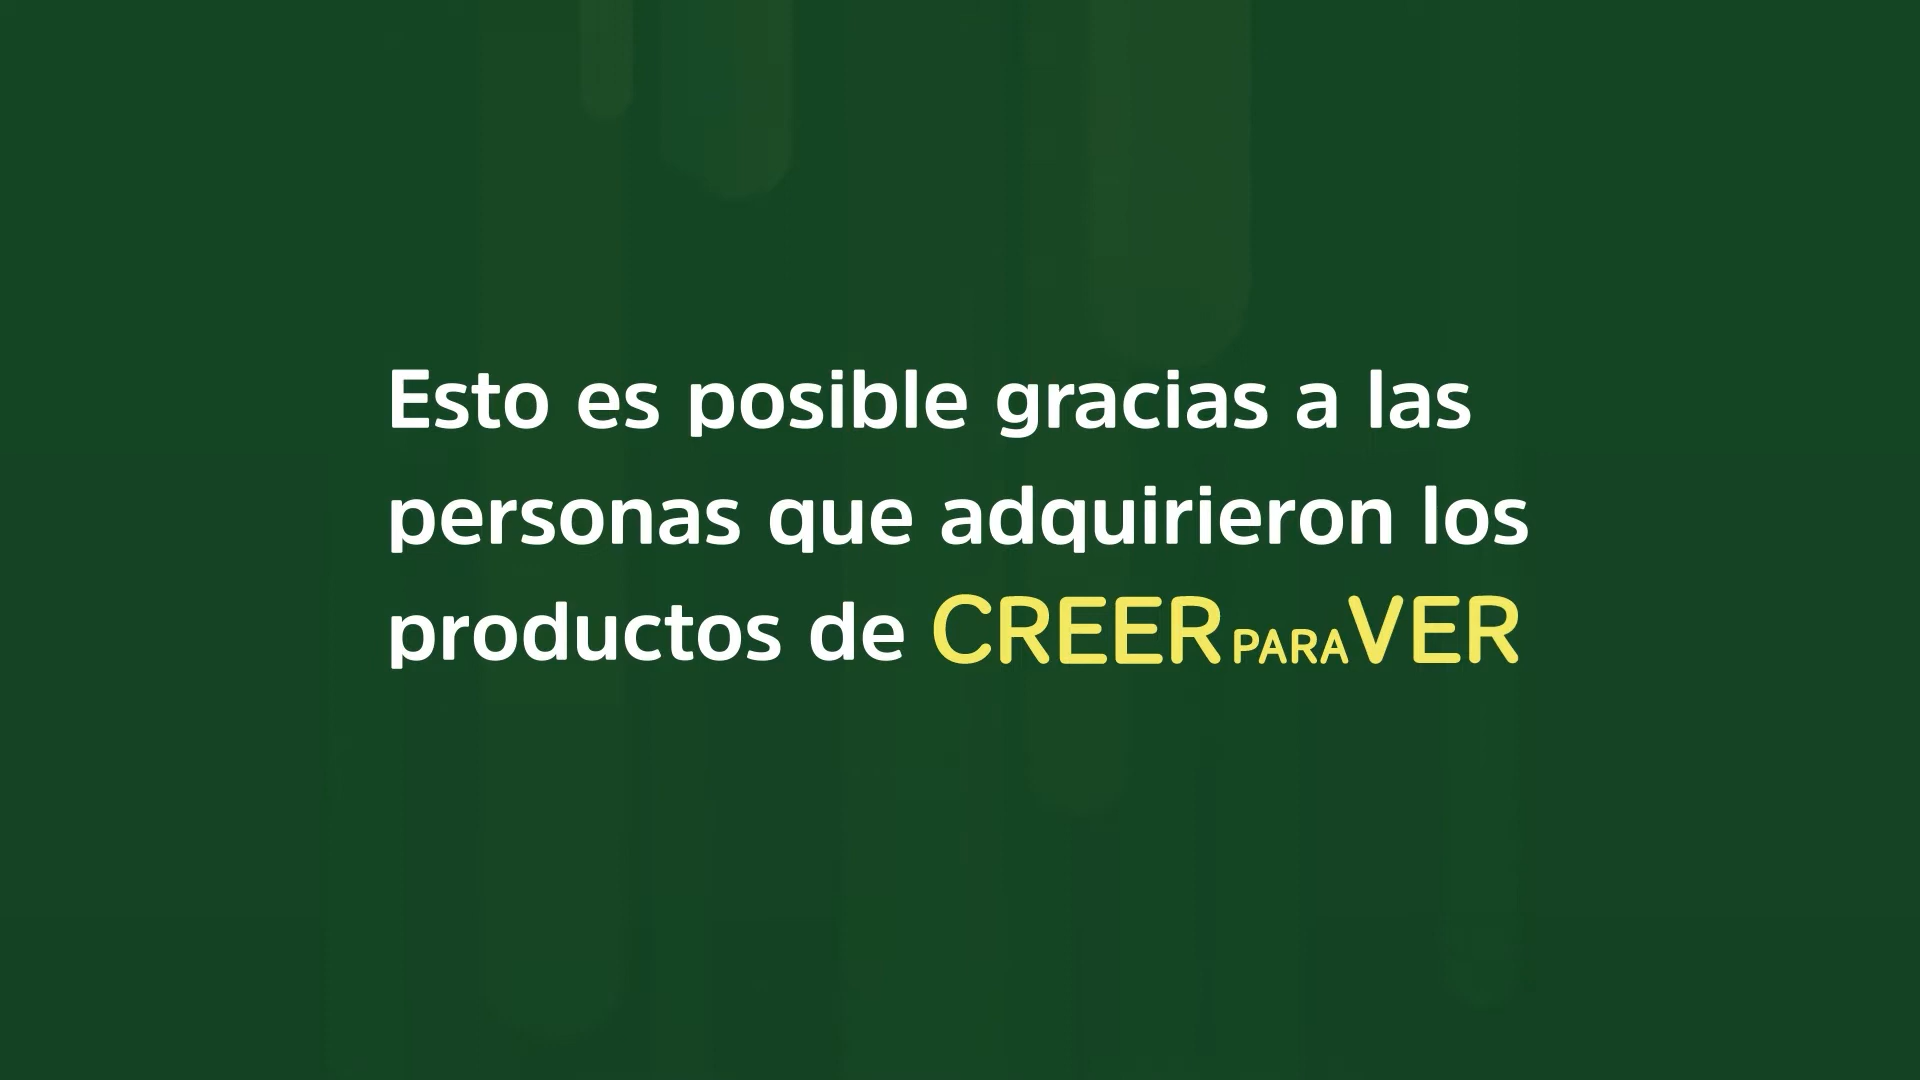 Esto es posible gracias a las
personas que adquirieron los
productos de CREER PARA VER